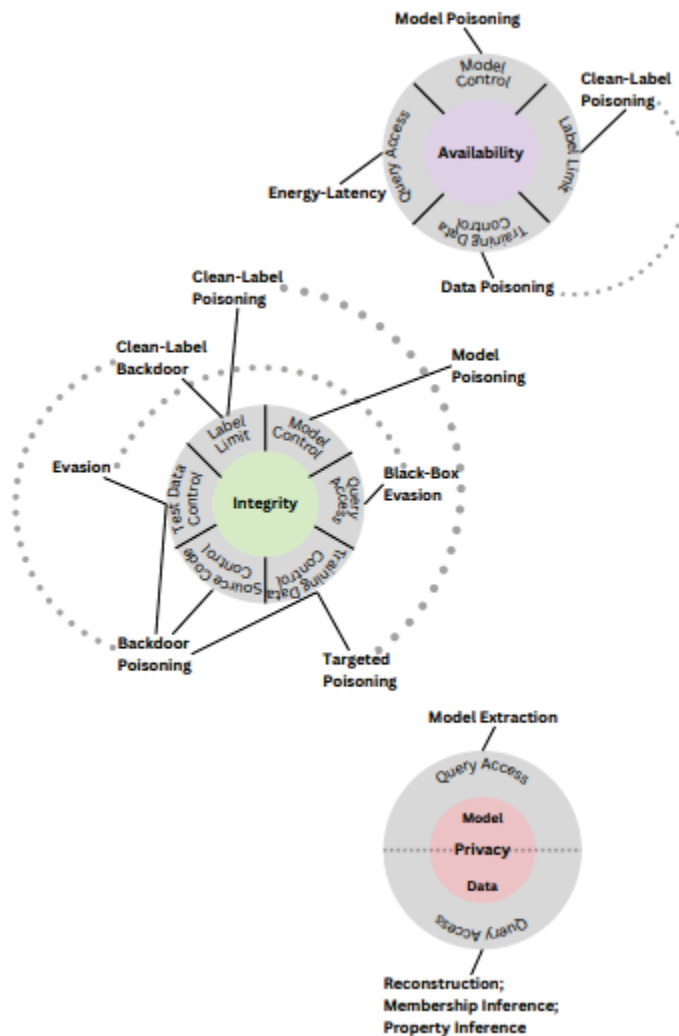 Model Poisoning
Model
Control
Clean-Label
Poisoning
Query Access
Availability
Label Limit
Energy-Latency
Training Data
Control
Data Poisoning
Clean-Label
Poisoning
Clean-Label
Backdoor
Model
Poisoning
Label
Limit
Model
Control
Evasion
Test Data
Control
Integrity
Query
Access
Black-Box
Evasion
Source Code
Control
Training Data
Control
Backdoor
Poisoning
Targeted
Poisoning
Model Extraction
Query Access
Model
Privacy
Data
Query Access
Reconstruction;
Membership Inference;
Property Inference